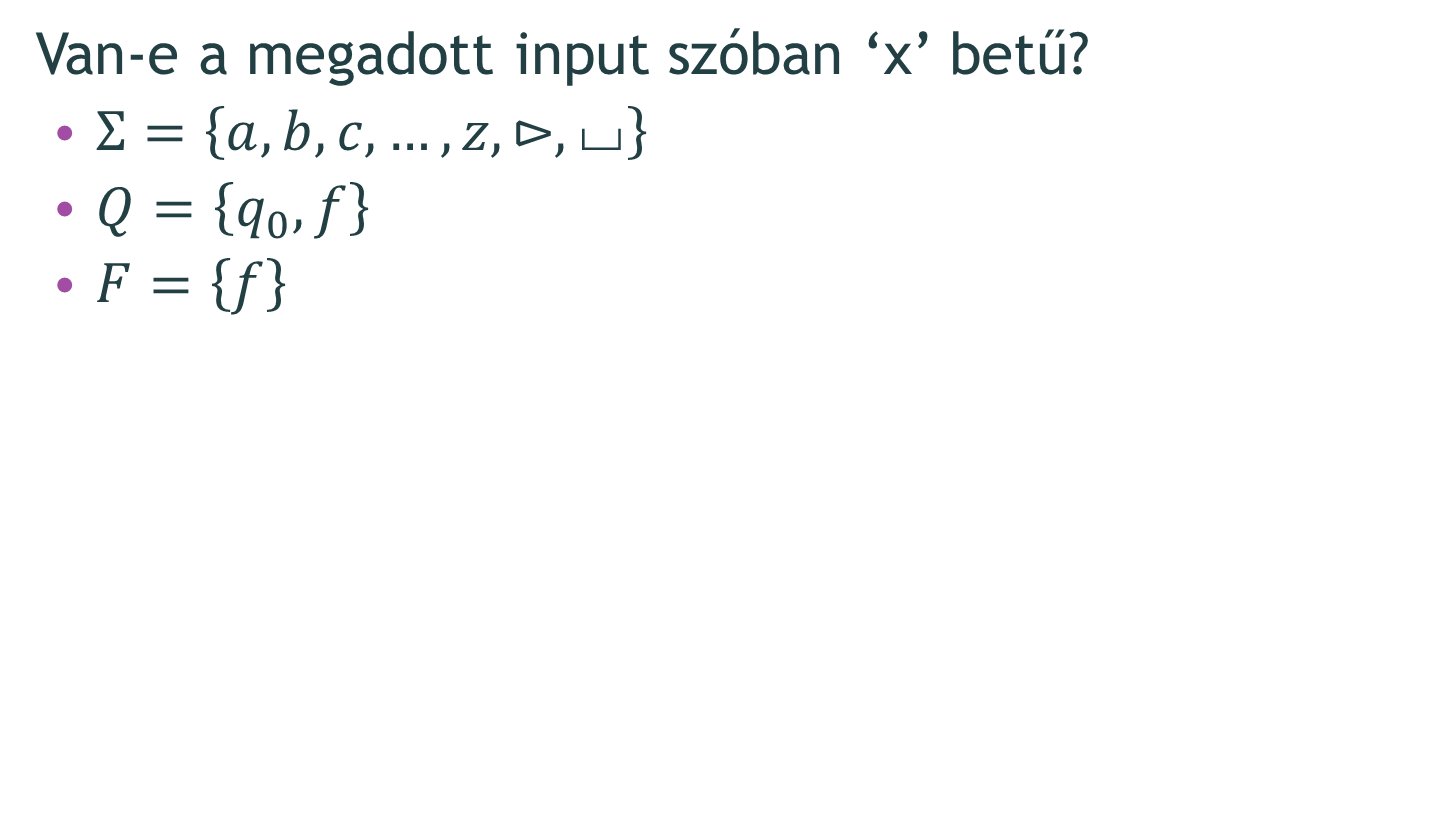 Van-e a megadott input szóban ‘x’ betű?
• Σ = {a, b, c, … , z, ⊳, ⌴}
• Q = {q₀, f}
• F = {f}